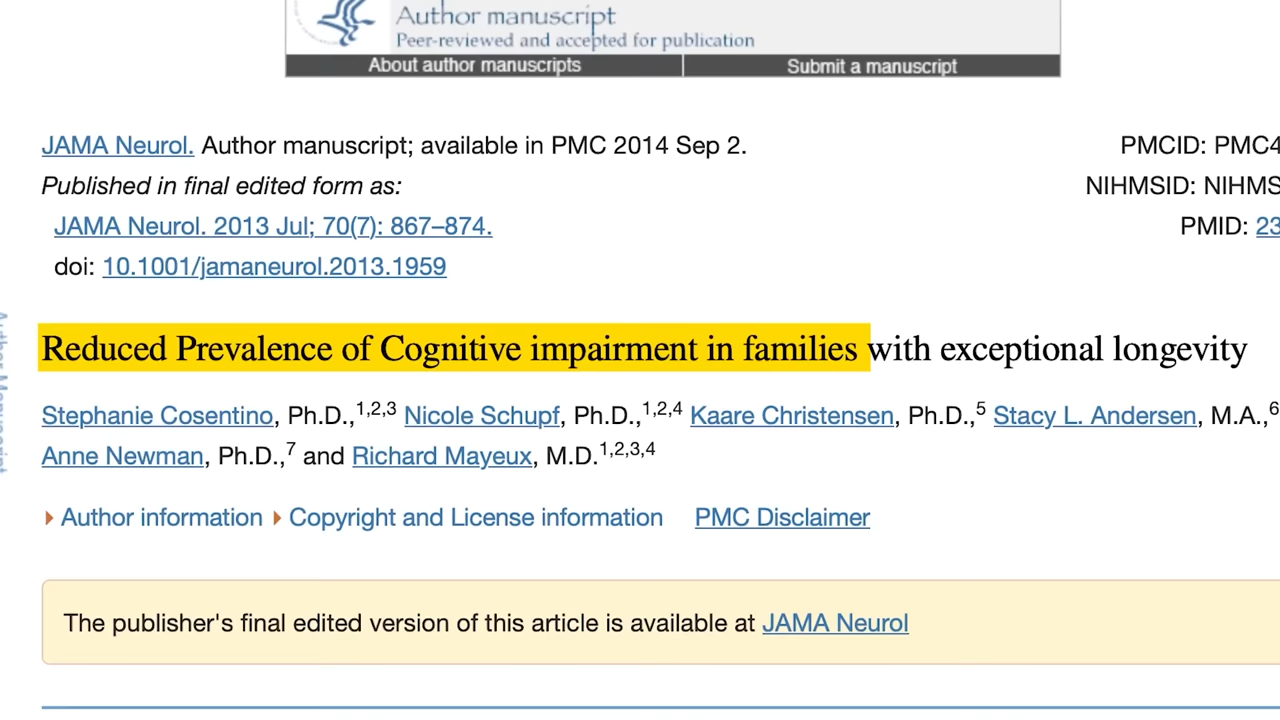 Author manuscript
Peer-reviewed and accepted for publication
About author manuscripts
Submit a manuscript
JAMA Neurol. Author manuscript; available in PMC 2014 Sep 2.
PMCID: PMC4
Published in final edited form as:
NIHMSID: NIHMS
JAMA Neurol. 2013 Jul; 70(7): 867–874.
PMID: 23
doi: 10.1001/jamaneurol.2013.1959
Reduced Prevalence of Cognitive impairment in families with exceptional longevity
Stephanie Cosentino, Ph.D.,1,2,3 Nicole Schupf, Ph.D.,1,2,4 Kaare Christensen, Ph.D.,5 Stacy L. Andersen, M.A.,6
Anne Newman, Ph.D.,7 and Richard Mayeux, M.D.1,2,3,4
Author information Copyright and License information PMC Disclaimer
The publisher's final edited version of this article is available at JAMA Neurol
Author Manuscript